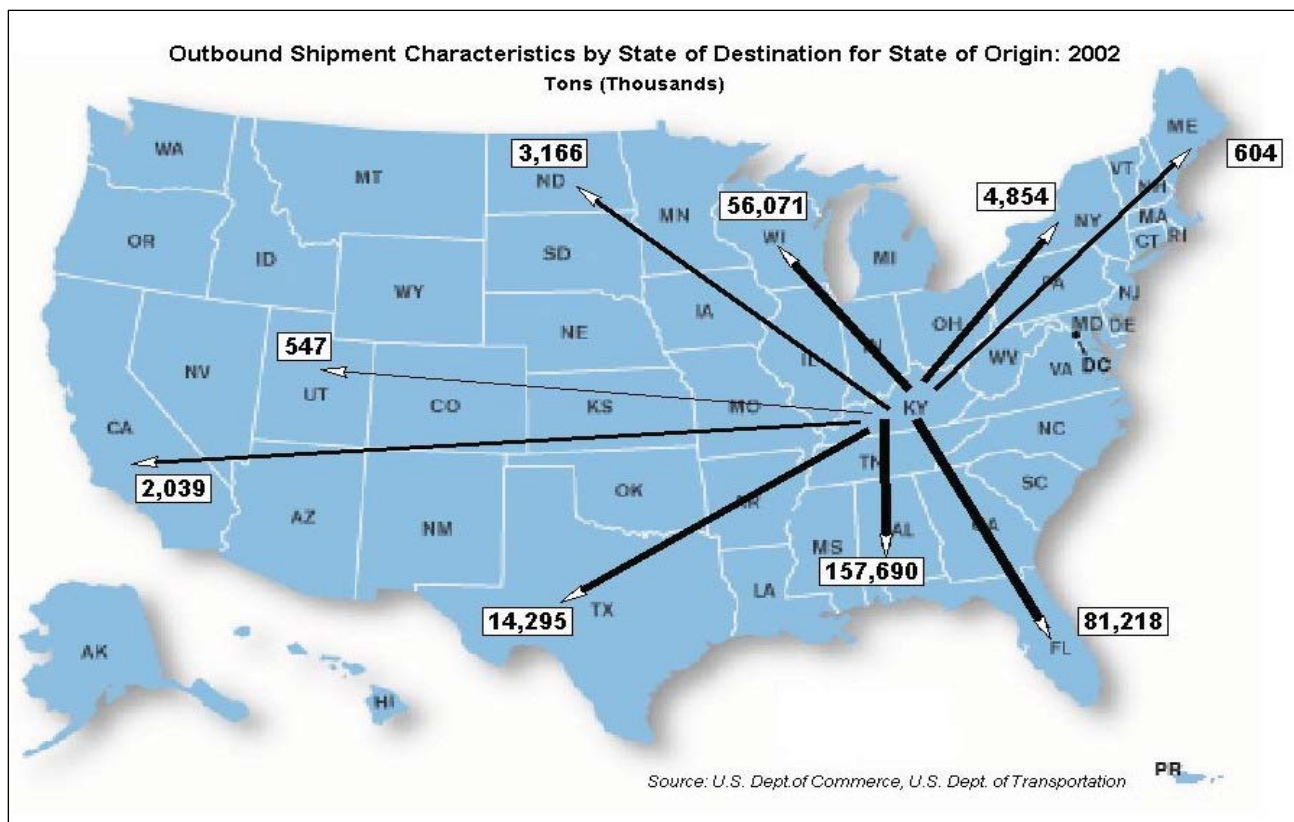 Outbound Shipment Characteristics by State of Destination for State of Origin: 2002
Tons (Thousands)
ME
WA
3,166
604
MT
ND
VT
NH
4,854
MN
56,071
NY
MA
OR
WI
CT
RI
ID
SD
MI
WY
PA
NJ
IA
OH
MD
DE
NE
547
IL
IN
WV
VA
DC
NV
UT
CO
KS
MO
KY
CA
NC
TN
2,039
OK
AR
SC
AZ
NM
MS
AL
GA
157,690
LA
14,295
TX
81,218
FL
AK
HI
PR
Source: U.S. Dept.of Commerce, U.S. Dept. of Transportation